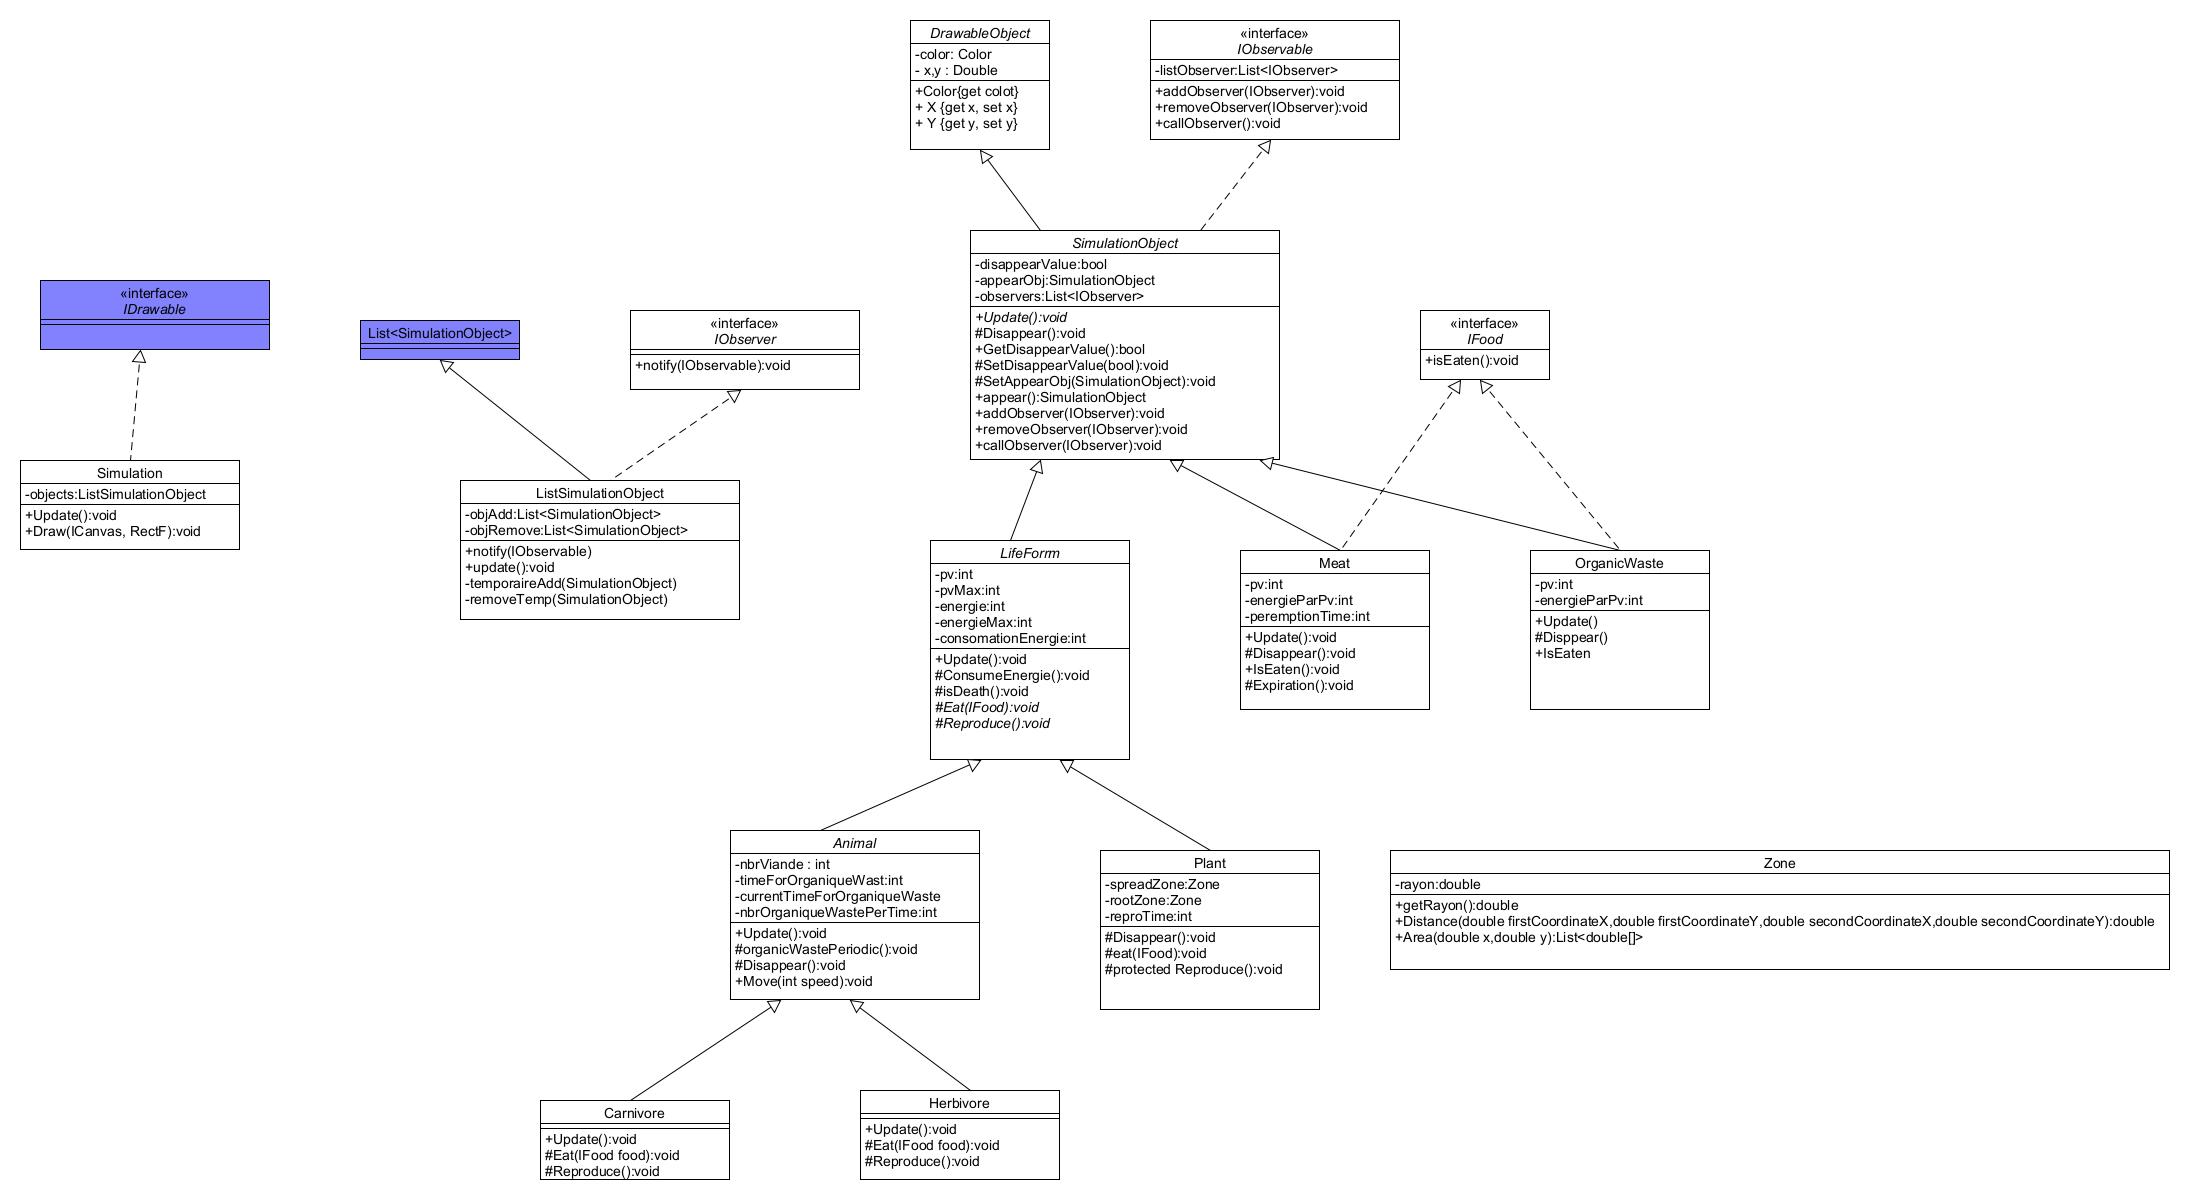 DrawableObject
-color: Color
- x,y : Double
+Color{get colot}
+ X {get x, set x}
+ Y {get y, set y}
«interface»
IObservable
-listObserver:List<IObserver>
+addObserver(IObserver):void
+removeObserver(IObserver):void
+callObserver():void
SimulationObject
-disappearValue:bool
-appearObj:SimulationObject
-observers:List<IObserver>
+Update():void
#Disappear():void
+GetDisappearValue():bool
#SetDisappearValue(bool):void
#SetAppearObj(SimulationObject):void
+appear():SimulationObject
+addObserver(IObserver):void
+removeObserver(IObserver):void
+callObserver(IObserver):void
«interface»
IDrawable
List<SimulationObject>
«interface»
IObserver
+notify(IObservable):void
«interface»
IFood
+isEaten():void
Simulation
-objects:ListSimulationObject
+Update():void
+Draw(ICanvas, RectF):void
ListSimulationObject
-objAdd:List<SimulationObject>
-objRemove:List<SimulationObject>
+notify(IObservable)
+update():void
-temporaireAdd(SimulationObject)
-removeTemp(SimulationObject)
LifeForm
-pv:int
-pvMax:int
-energie:int
-energieMax:int
-consomationEnergie:int
+Update():void
#ConsumeEnergie():void
#isDeath():void
#Eat(IFood):void
#Reproduce():void
Meat
-pv:int
-energieParPv:int
-peremptionTime:int
+Update():void
#Disappear():void
+IsEaten():void
#Expiration():void
OrganicWaste
-pv:int
-energieParPv:int
+Update()
#Disppear()
+IsEaten
Animal
-nbrViande : int
-timeForOrganiqueWast:int
-currentTimeForOrganiqueWaste
-nbrOrganiqueWastePerTime:int
+Update():void
#organicWastePeriodic():void
#Disappear():void
+Move(int speed):void
Plant
-spreadZone:Zone
-rootZone:Zone
-reproTime:int
#Disappear():void
#eat(IFood):void
#protected Reproduce():void
Zone
-rayon:double
+getRayon():double
+Distance(double firstCoordinateX,double firstCoordinateY,double secondCoordinateX,double secondCoordinateY):double
+Area(double x,double y):List<double[]>
Carnivore
+Update():void
#Eat(IFood food):void
#Reproduce():void
Herbivore
+Update():void
#Eat(IFood food):void
#Reproduce():void